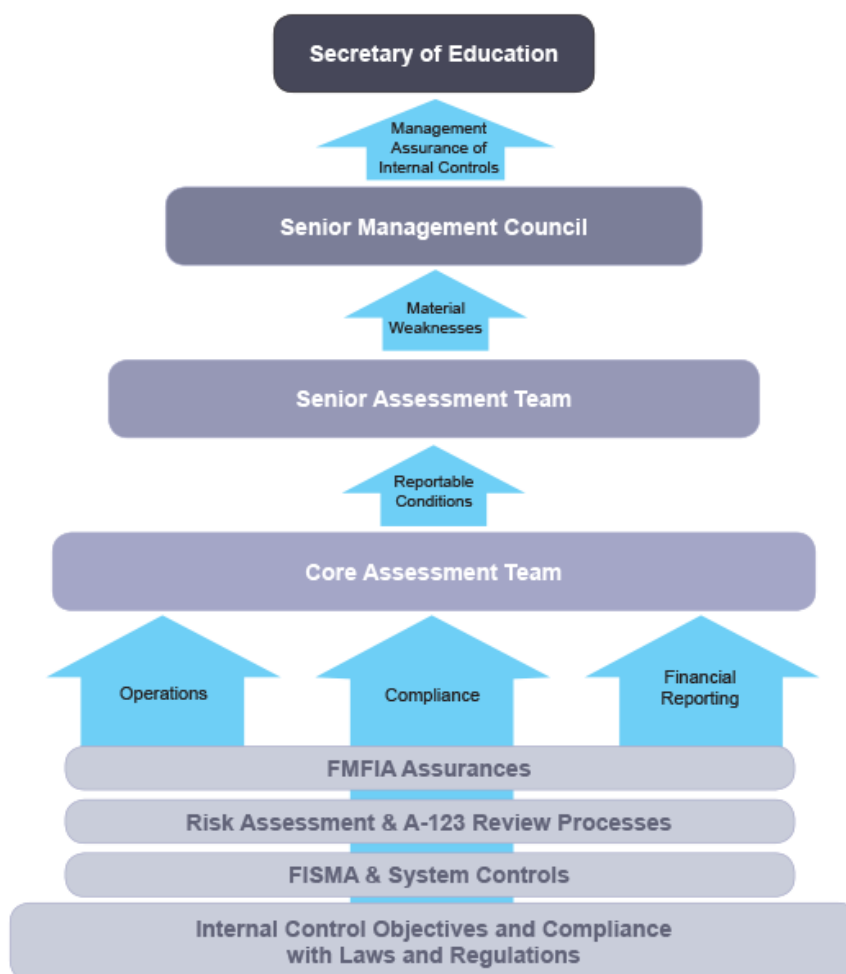 Secretary of Education
Management
Assurance of
Internal Controls
Senior Management Council
Material
Weaknesses
Senior Assessment Team
Reportable
Conditions
Core Assessment Team
Operations
Compliance
Financial
Reporting
FMFIA Assurances
Risk Assessment & A-123 Review Processes
FISMA & System Controls
Internal Control Objectives and Compliance
with Laws and Regulations